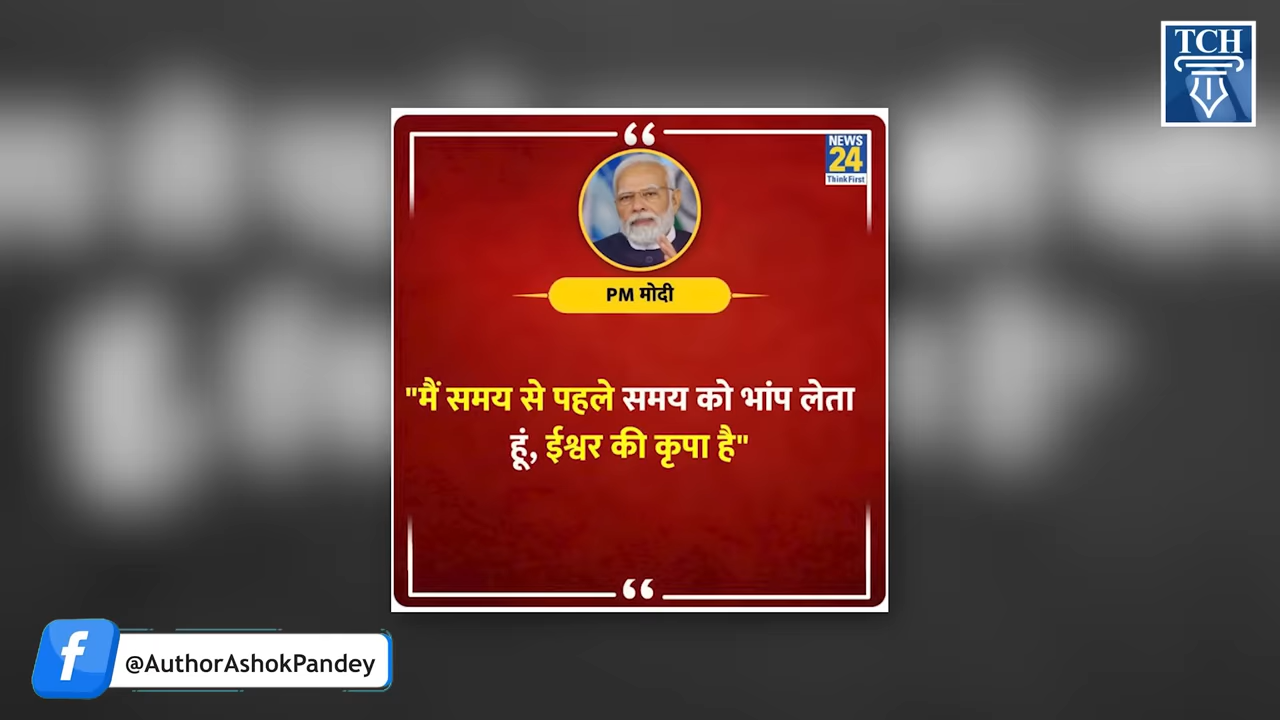 TCH
NEWS
24
Think First
PM मोदी
"मैं समय से पहले समय को भांप लेता
हूं, ईश्वर की कृपा है"
f
@AuthorAshokPandey